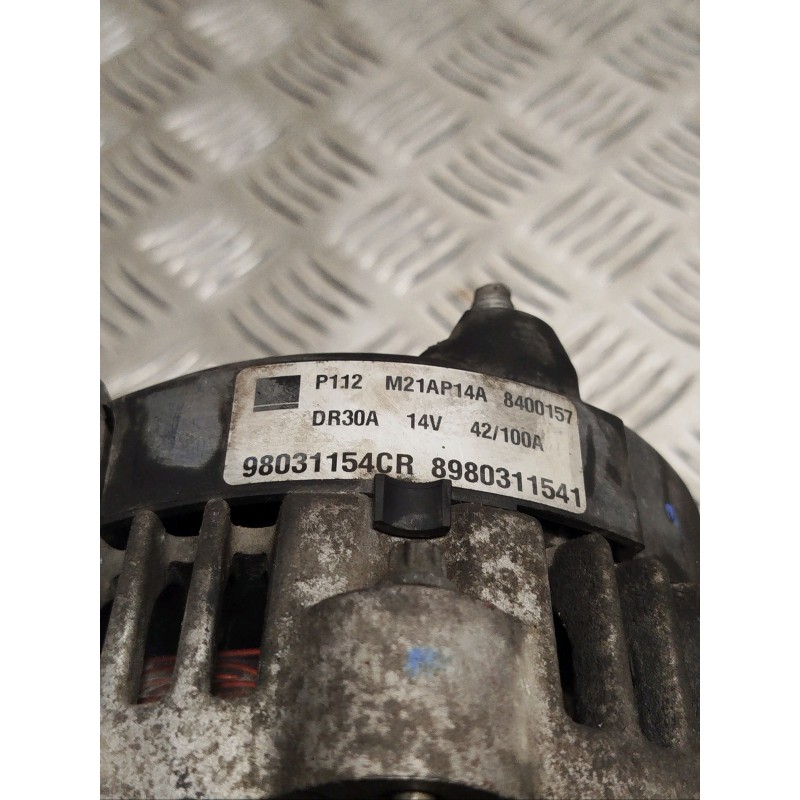 P112 M21AP14A 8400157
DR30A 14V 42/100A
98031154CR 8980311541